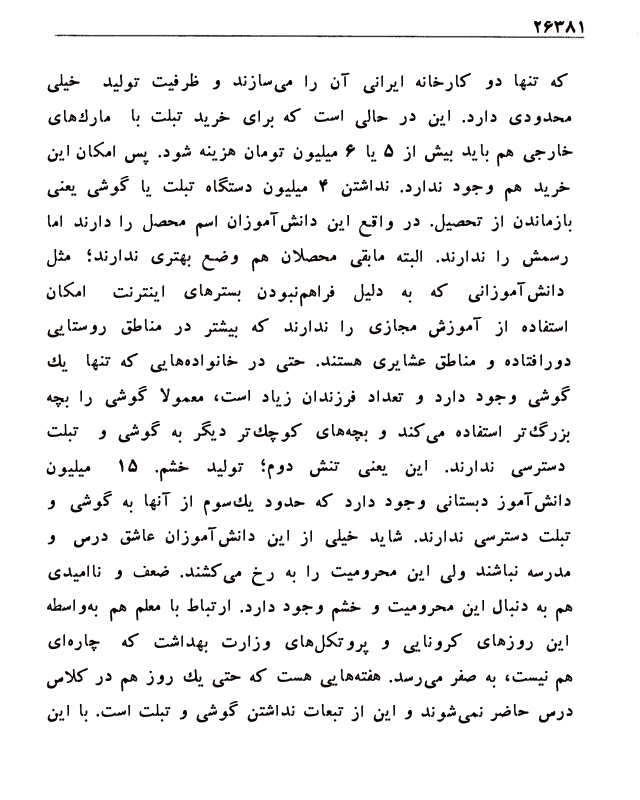 ۲۶۳۸۱
که تنها دو کارخانه ایرانی آن را می‌سازند و ظرفیت تولید خیلی
محدودی دارد. این در حالی است که برای خرید تبلت با مارك‌های
خارجی هم باید بیش از ۵ یا ۶ میلیون تومان هزینه شود. پس امکان این
خرید هم وجود ندارد. نداشتن ۴ میلیون دستگاه تبلت یا گوشی یعنی
بازماندن از تحصیل. در واقع این دانش‌آموزان اسم محصل را دارند اما
رسمش را ندارند. البته مابقی محصلان هم وضع بهتری ندارند؛ مثل
دانش‌آموزانی که به دلیل فراهم‌نبودن بسترهای اینترنت امکان
استفاده از آموزش مجازی را ندارند که بیشتر در مناطق روستایی
دورافتاده و مناطق عشایری هستند. حتی در خانواده‌هایی که تنها یك
گوشی وجود دارد و تعداد فرزندان زیاد است، معمولا گوشی را بچه
بزرگ‌تر استفاده می‌کند و بچه‌های کوچك‌تر دیگر به گوشی و تبلت
دسترسی ندارند. این یعنی تنش دوم؛ تولید خشم. ۱۵ میلیون
دانش‌آموز دبستانی وجود دارد که حدود یك‌سوم از آنها به گوشی و
تبلت دسترسی ندارند. شاید خیلی از این دانش‌آموزان عاشق درس و
مدرسه نباشند ولی این محرومیت را به رخ می‌کشند. ضعف و ناامیدی
هم به دنبال این محرومیت و خشم وجود دارد. ارتباط با معلم هم به‌واسطه
این روزهای کرونایی و پروتکل‌های وزارت بهداشت که چاره‌ای
هم نیست، به صفر می‌رسد. هفته‌هایی هست که حتی یك روز هم در کلاس
درس حاضر نمی‌شوند و این از تبعات نداشتن گوشی و تبلت است. با این